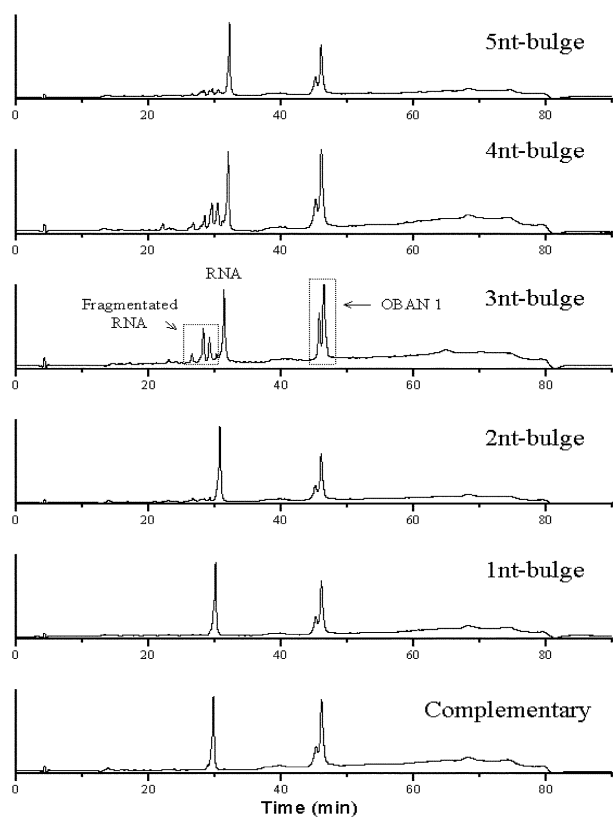 5nt-bulge
0 20 40 60 80
4nt-bulge
0 20 40 60 80
3nt-bulge
RNA
Fragmentated
RNA
OBAN 1
0 20 40 60 80
2nt-bulge
0 20 40 60 80
1nt-bulge
0 20 40 60 80
Complementary
0 20 40 60 80
Time (min)